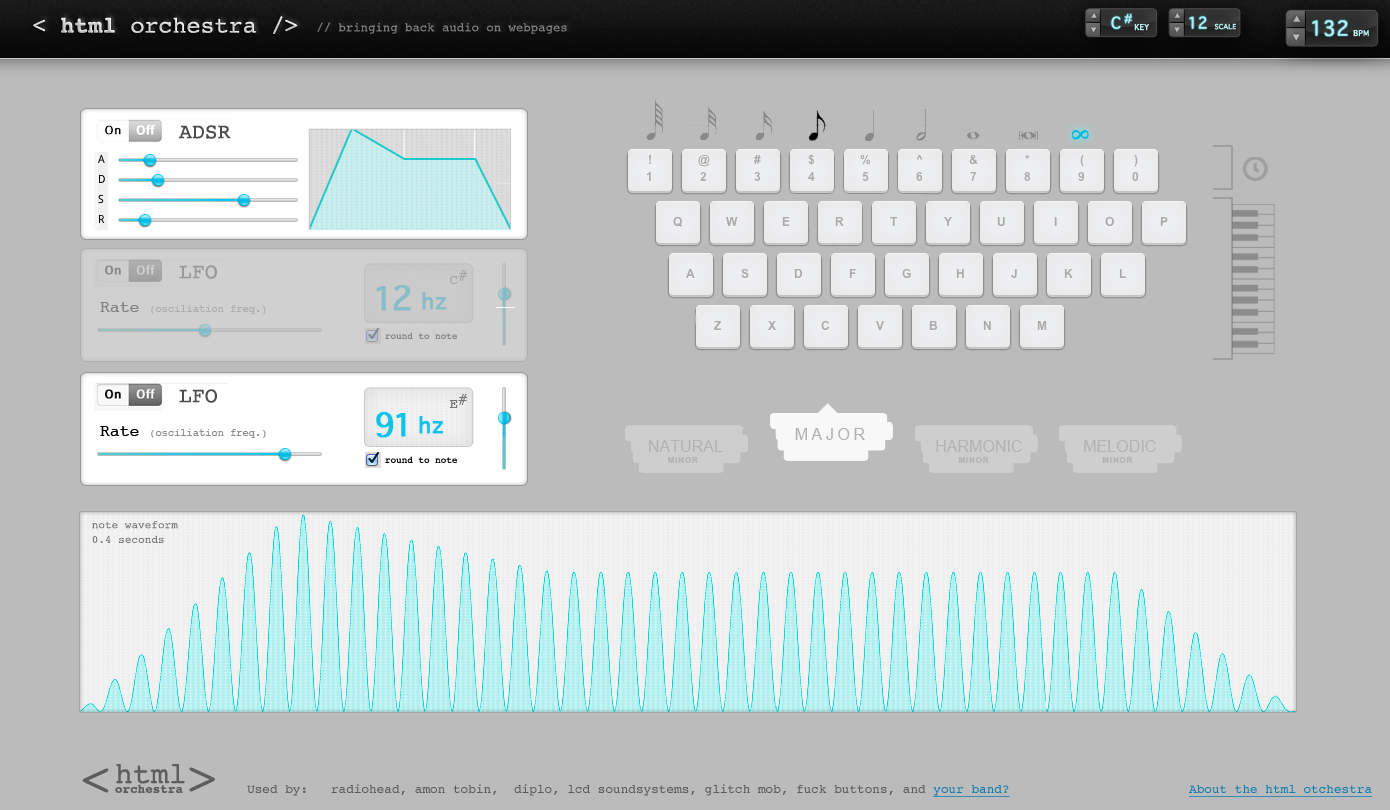 < html orchestra /> // bringing back audio on webpages
C# KEY
12 SCALE
132 BPM
On Off ADSR
A
D
S
R
On Off LFO
Rate (osciliation freq.)
C#
12 hz
round to note
On Off LFO
Rate (osciliation freq.)
E#
91 hz
round to note
! @ # $ % ^ & * ( )
1 2 3 4 5 6 7 8 9 0
Q W E R T Y U I O P
A S D F G H J K L
Z X C V B N M
NATURAL
MINOR
MAJOR
HARMONIC
MINOR
MELODIC
MINOR
note waveform
0.4 seconds
<html>
orchestra
Used by: radiohead, amon tobin, diplo, lcd soundsystems, glitch mob, fuck buttons, and your band?
About the html otchestra